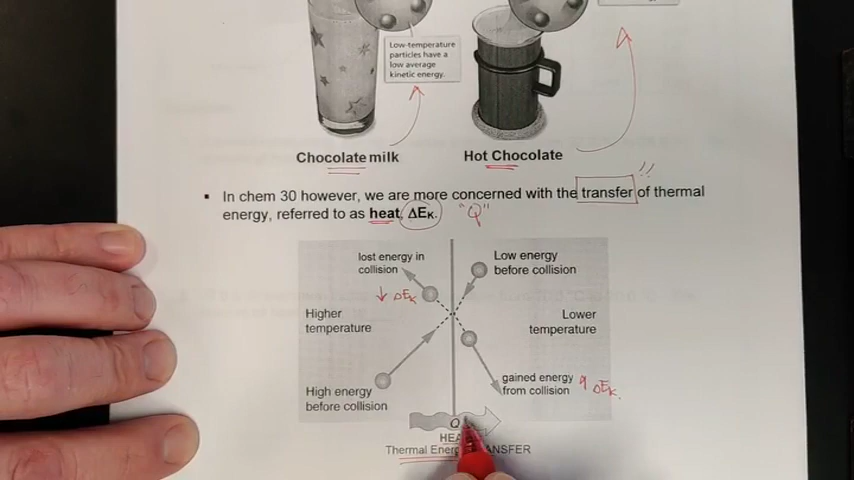 Low-temperature
particles have a
low average
kinetic energy.
Chocolate milk
Hot Chocolate
▪ In chem 30 however, we are more concerned with the transfer of thermal !!
energy, referred to as heat, ΔEK. "Q"
lost energy in
collision
↓ ΔEK
Low energy
before collision
Higher
temperature
Lower
temperature
High energy
before collision
gained energy
from collision
ΔEK.
Q
Thermal